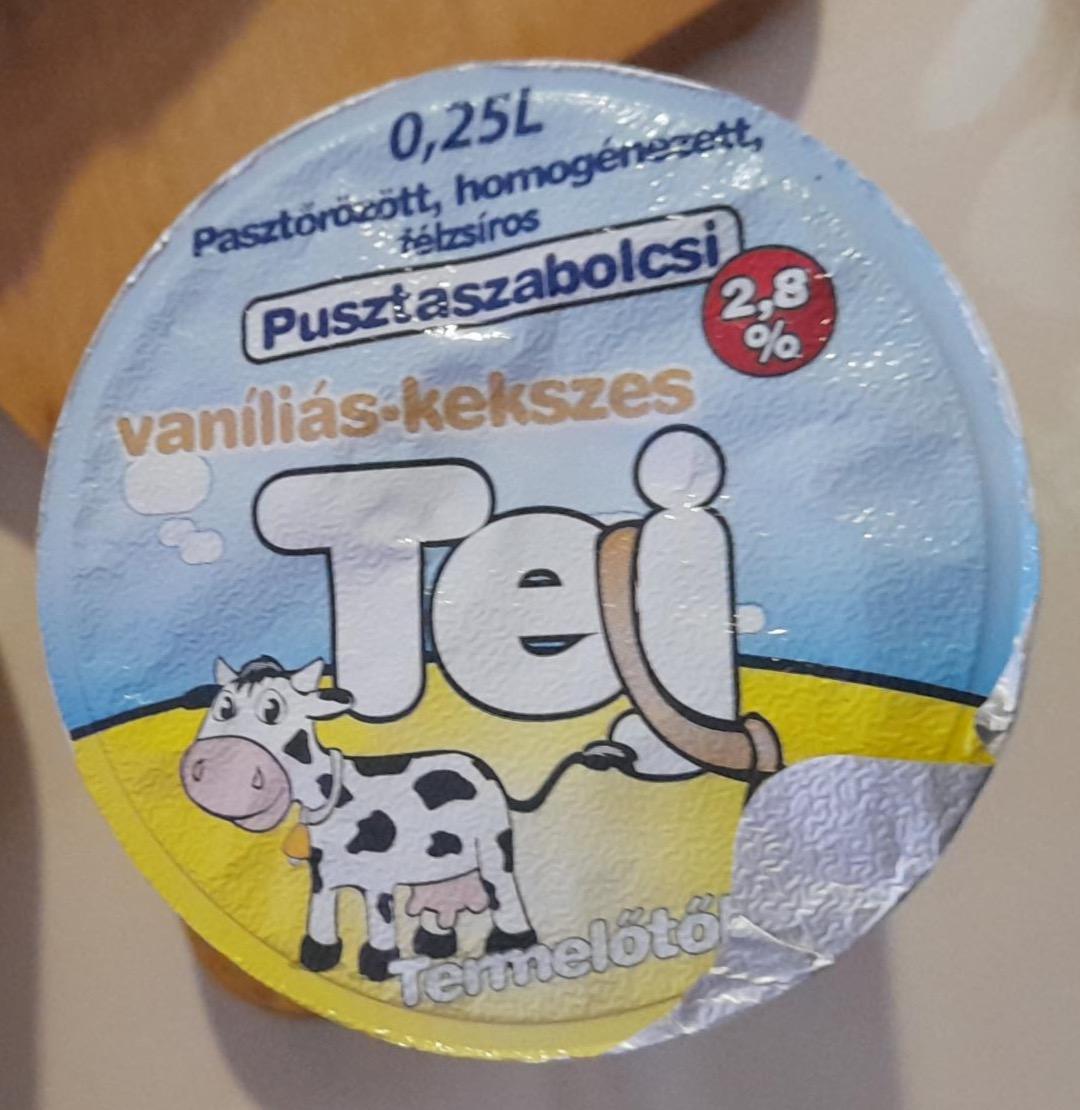 0,25L
Pasztőrözött, homogénezett,
félzsíros
Pusztaszabolcsi
2,8
%
vaníliás-kekszes
Tej
Termelőtől